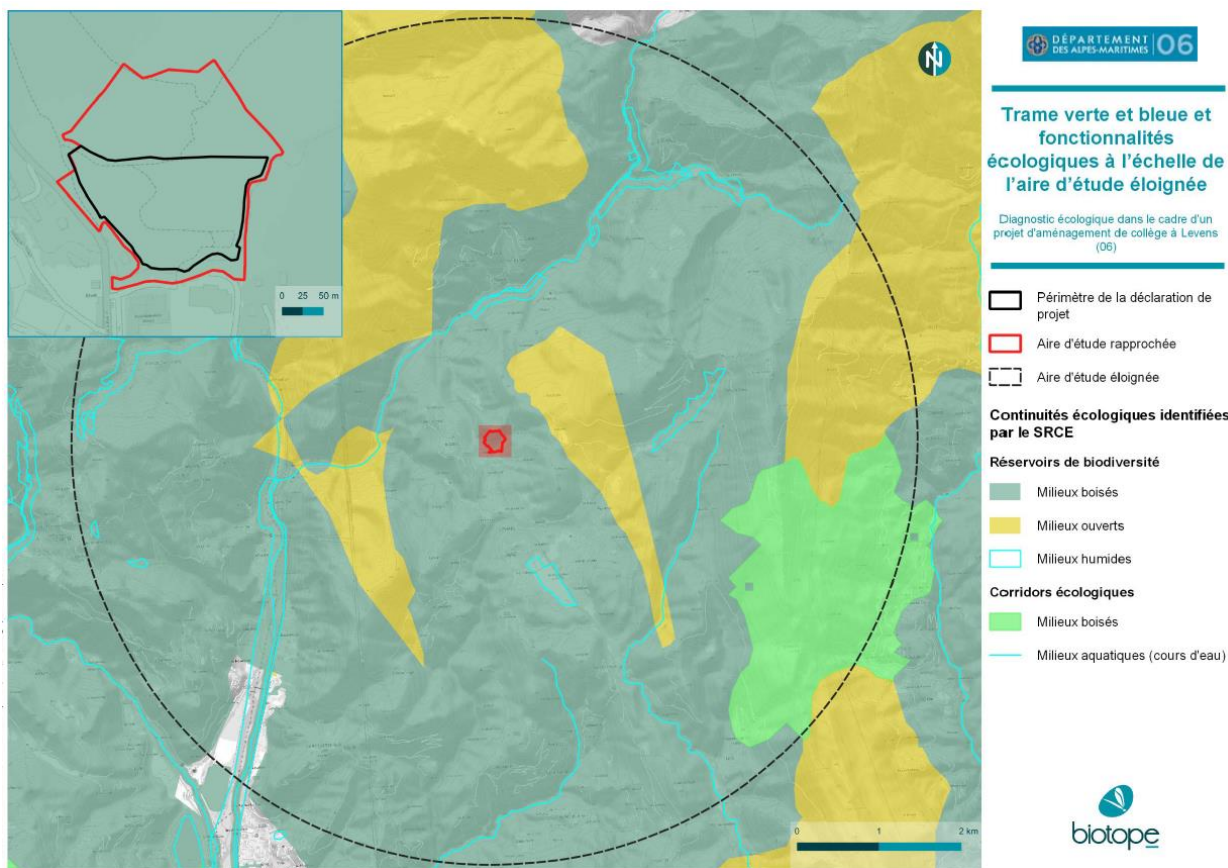 DÉPARTEMENT
DES ALPES-MARITIMES
06
Trame verte et bleue et
fonctionnalités
écologiques à l'échelle de
l'aire d'étude éloignée
Diagnostic écologique dans le cadre d'un
projet d'aménagement de collège à Levens
(06)
Périmètre de la déclaration de
projet
Aire d'étude rapprochée
Aire d'étude éloignée
Continuités écologiques identifiées
par le SRCE
Réservoirs de biodiversité
Milieux boisés
Milieux ouverts
Milieux humides
Corridors écologiques
Milieux boisés
Milieux aquatiques (cours d'eau)
biotope
N
0 25 50 m
0 1 2 km